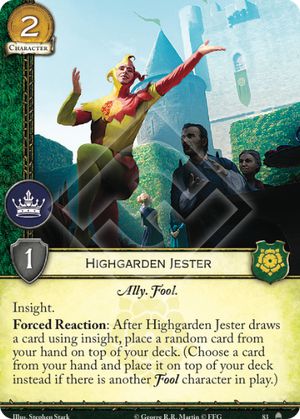 2
Character
1
Highgarden Jester
Ally. Fool.
Insight.
Forced Reaction: After Highgarden Jester draws
a card using insight, place a random card from
your hand on top of your deck. (Choose a card
from your hand and place it on top of your deck
instead if there is another Fool character in play.)
Illus. Stephen Stark
© George R.R. Martin © FFG
83